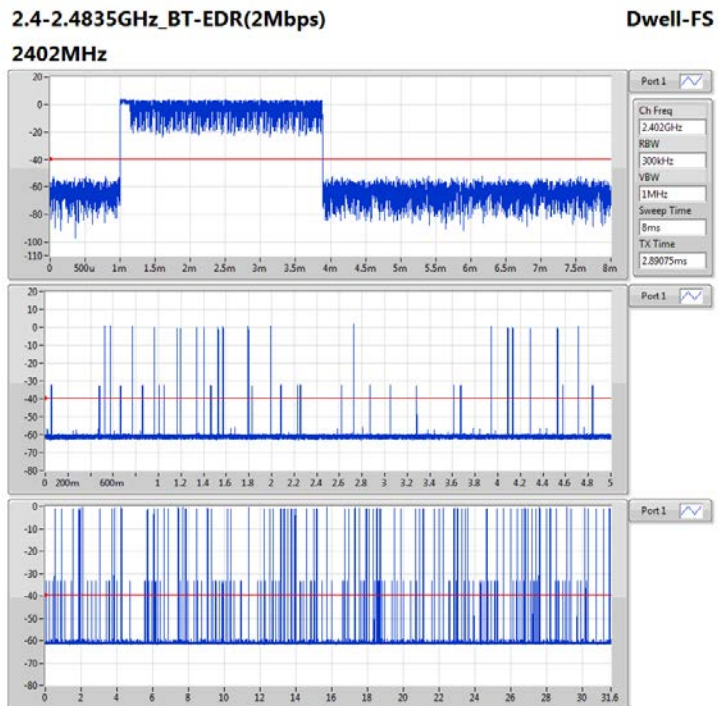 2.4-2.4835GHz_BT-EDR(2Mbps) Dwell-FS
2402MHz
20-
0-
-20-
-40-
-60-
-80-
-100-
-110-
0 500u 1m 1.5m 2m 2.5m 3m 3.5m 4m 4.5m 5m 5.5m 6m 6.5m 7m 7.5m 8m
Port 1
Ch Freq
2.402GHz
RBW
300kHz
VBW
1MHz
Sweep Time
8ms
TX Time
2.89075ms
20-
10-
0-
-10-
-20-
-30-
-40-
-50-
-60-
-70-
-80-
0 200m 600m 1 1.2 1.4 1.6 1.8 2 2.2 2.4 2.6 2.8 3 3.2 3.4 3.6 3.8 4 4.2 4.4 4.6 4.8 5
Port 1
0-
-10-
-20-
-30-
-40-
-50-
-60-
-70-
-80-
0 2 4 6 8 10 12 14 16 18 20 22 24 26 28 30 31.6
Port 1